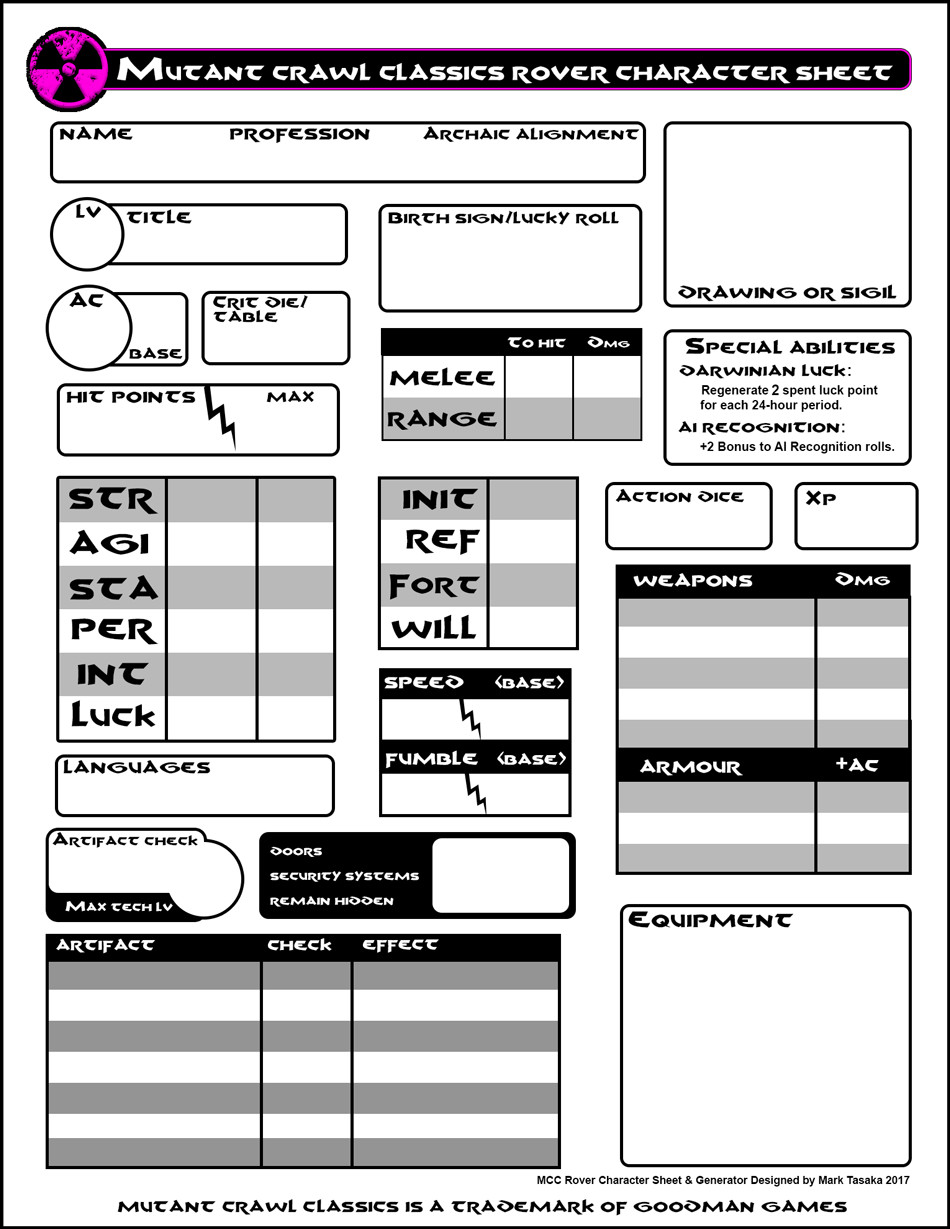 Mutant crawl classics rover character sheet
NAME PROFESSION Archaic alignment
LV TITLE
Birth sign/lucky roll
DRAWING OR SIGIL
AC
BASE
Crit die/
TABLE
To hit Dmg
MELEE
RANGE
Special abilities
Darwinian luck:
Regenerate 2 spent luck point
for each 24-hour period.
AI recognition:
+2 Bonus to AI Recognition rolls.
HIT POINTS MAX
STR
AGI
STA
PER
INT
Luck
INIT
REF
Fort
WILL
Action dice
Xp
WEAPONS Dmg
SPEED (BASE)
FUMBLE (BASE)
ARMOUR +AC
LANGUAGES
Artifact check
Max tech lv
DOORS
SECURITY SYSTEMS
REMAIN HIDDEN
ARTIFACT CHECK EFFECT
Equipment
MCC Rover Character Sheet & Generator Designed by Mark Tasaka 2017
MUTANT CRAWL CLASSICS IS A TRADEMARK OF GOODMAN GAMES